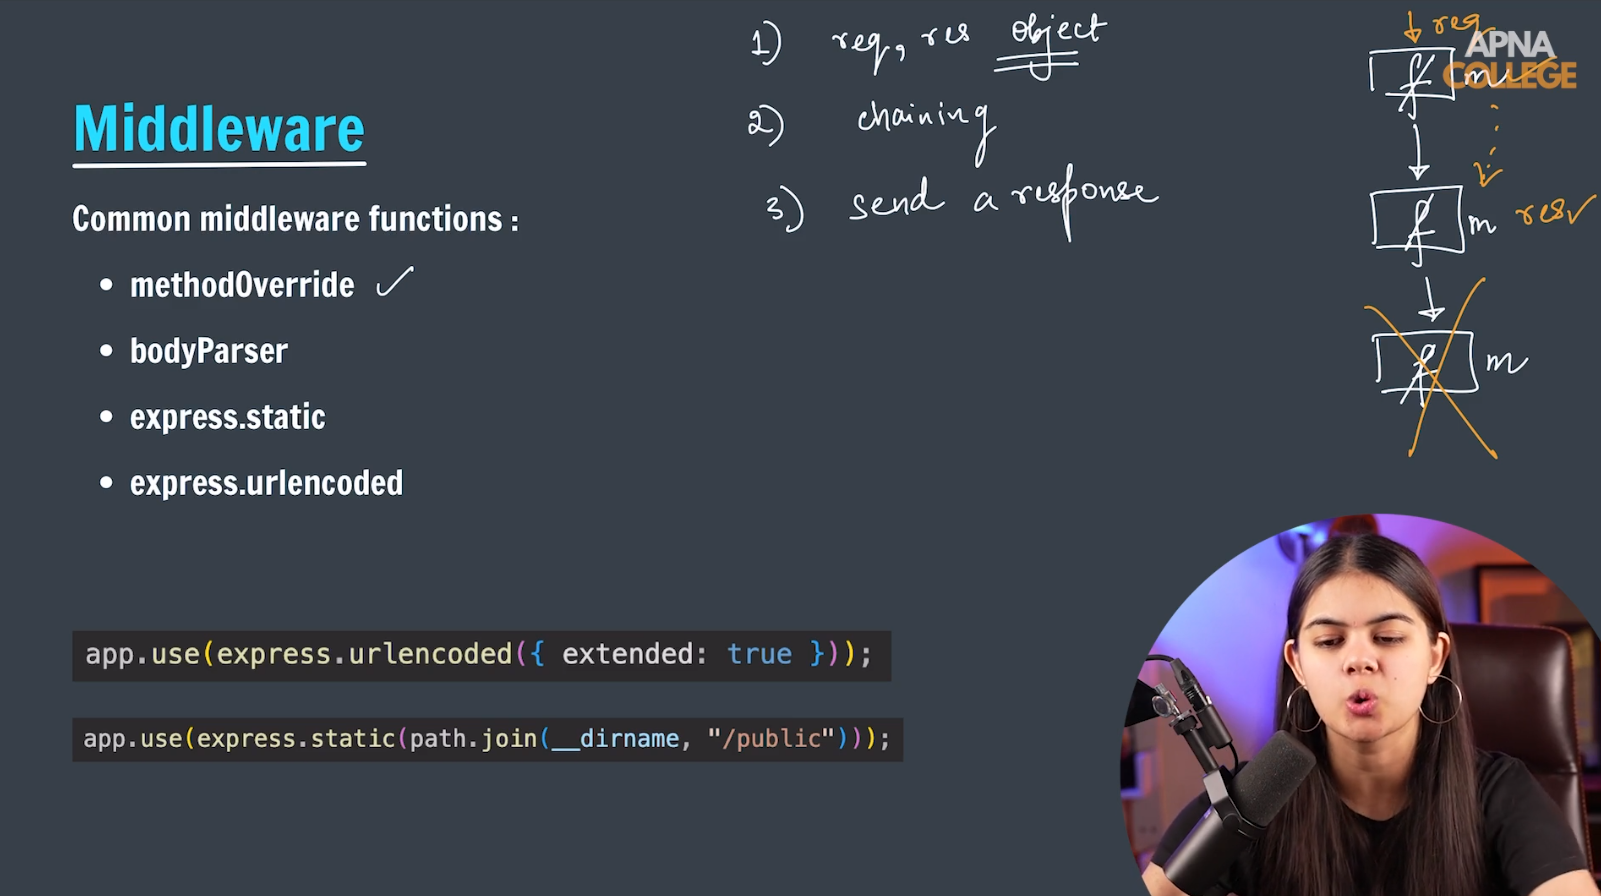 Middleware
Common middleware functions :
• methodOverride ✓
• bodyParser
• express.static
• express.urlencoded
app.use(express.urlencoded({ extended: true }));
app.use(express.static(path.join(__dirname, "/public")));
1) req, res object
2) chaining
3) send a response
req
APNA
COLLEGE
f m
f m res✓
f m